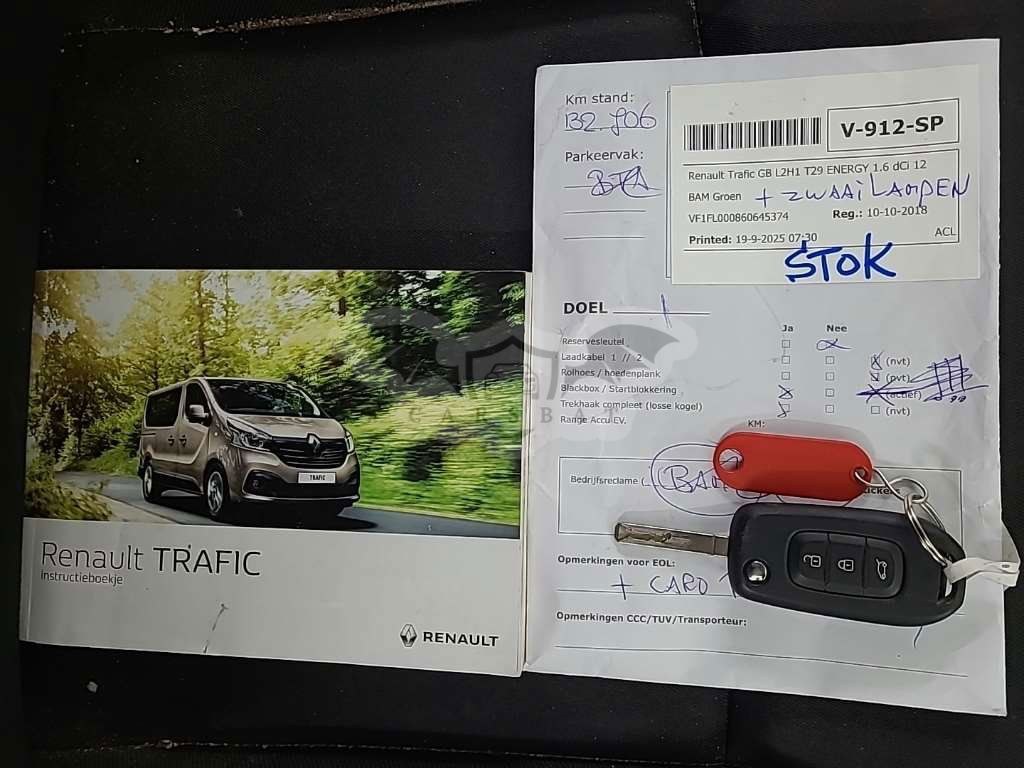 Km stand:
132.906
Parkeervak:
V-912-SP
Renault Trafic GB L2H1 T29 ENERGY 1.6 dCi 12
BAM Groen + ZWAAILAMPEN
VF1FL000860645374 Reg.: 10-10-2018
Printed: 19-9-2025 07:30 ACL
STOK
DOEL 1
Ja Nee
Reservesleutel
Laadkabel 1 // 2 (nvt)
Rolhoes / hoedenplank (nvt)
Blackbox / Startblokkering (actief)
Trekhaak compleet (losse kogel) (nvt)
Range Accu EV. KM:
Bedrijfsreclame (
Opmerkingen voor EOL:
+ CARO
Opmerkingen CCC/TUV/Transporteur:
TRAFIC
Renault TRAFIC
Instructieboekje
RENAULT